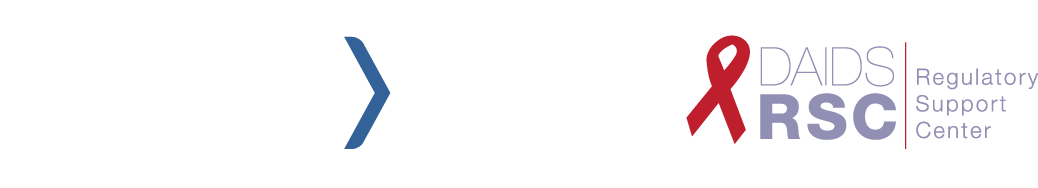 DAIDS
RSC
Regulatory
Support
Center